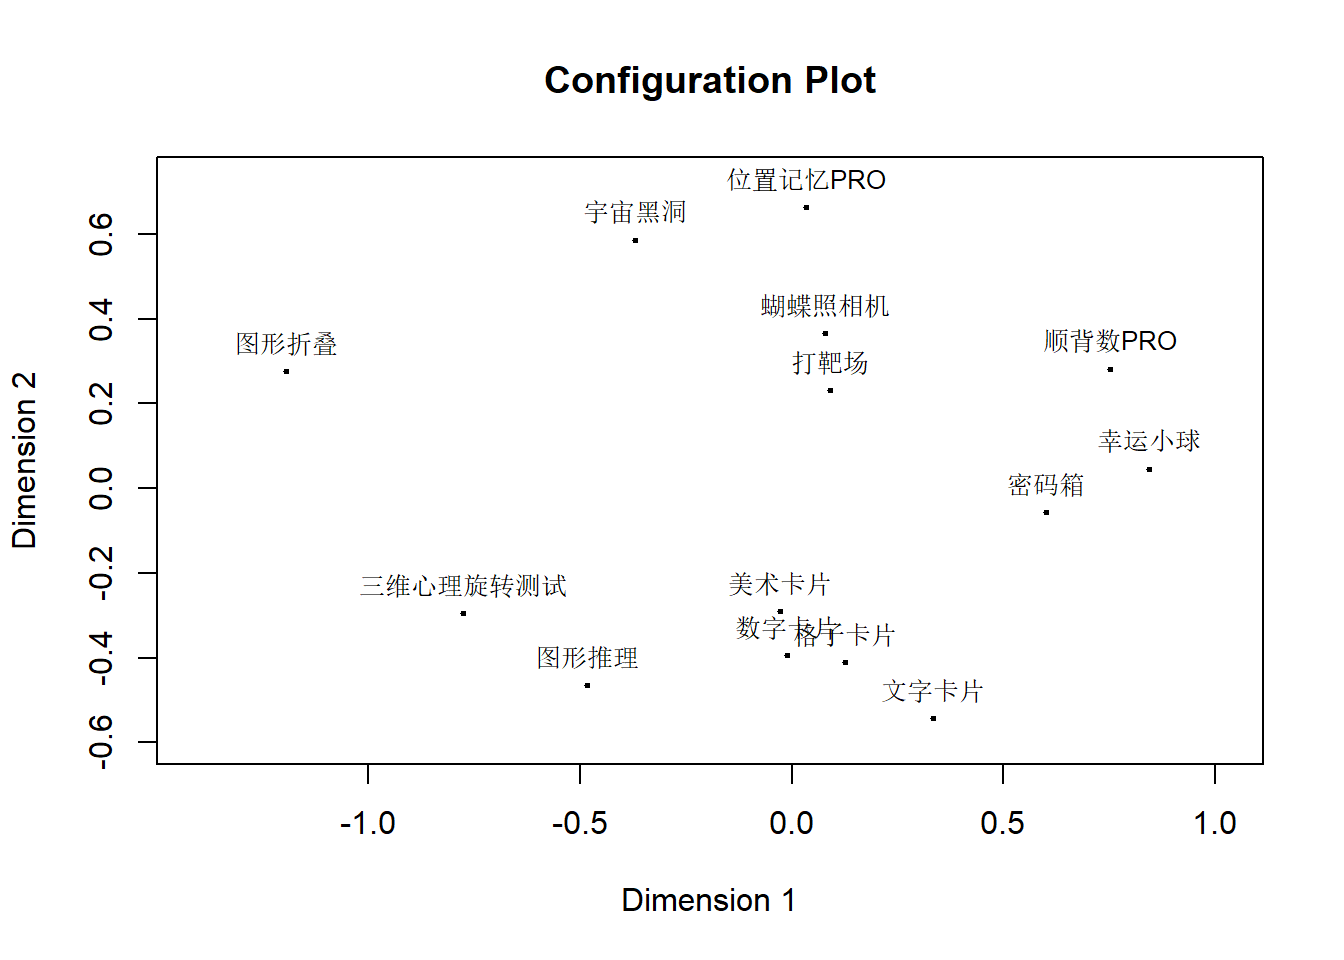 Configuration Plot
位置记忆PRO
宇宙黑洞
蝴蝶照相机
图形折叠
顺背数PRO
打靶场
幸运小球
密码箱
三维心理旋转测试
美术卡片
数字卡片
格子卡片
图形推理
文字卡片
Dimension 2
0.6
0.4
0.2
0.0
-0.2
-0.4
-0.6
-1.0
-0.5
0.0
0.5
1.0
Dimension 1